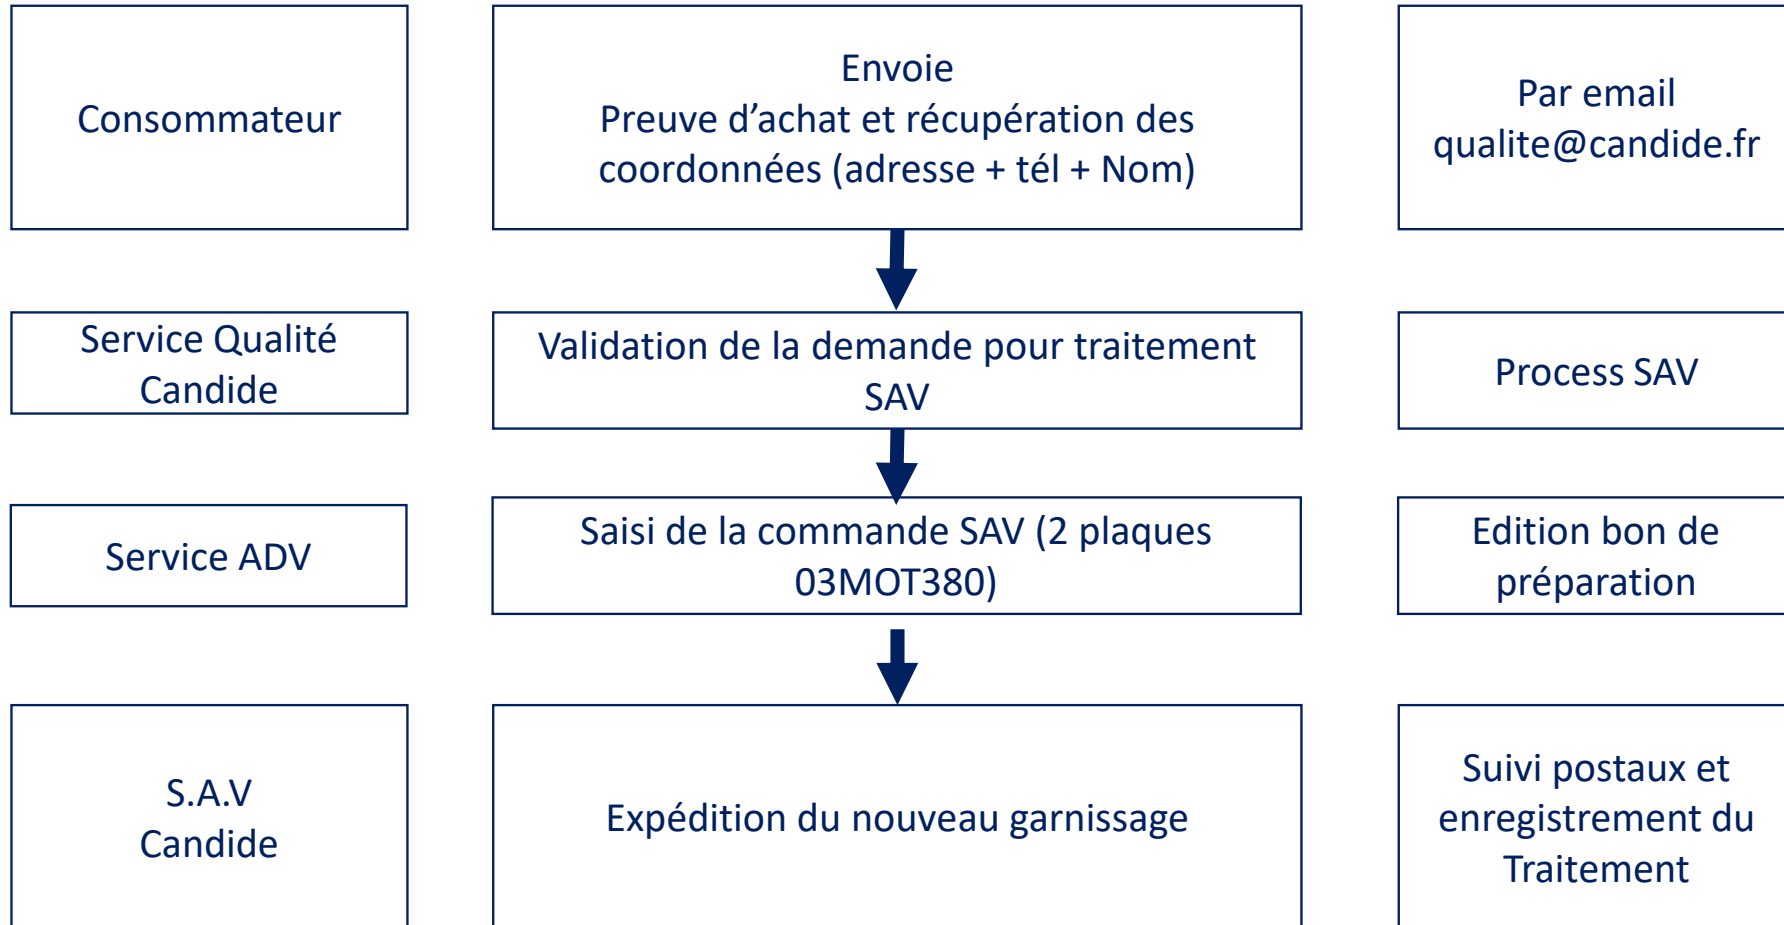 Consommateur
Envoie
Preuve d’achat et récupération des
coordonnées (adresse + tél + Nom)
Par email
qualite@candide.fr
Service Qualité
Candide
Validation de la demande pour traitement
SAV
Process SAV
Service ADV
Saisi de la commande SAV (2 plaques
03MOT380)
Edition bon de
préparation
S.A.V
Candide
Expédition du nouveau garnissage
Suivi postaux et
enregistrement du
Traitement